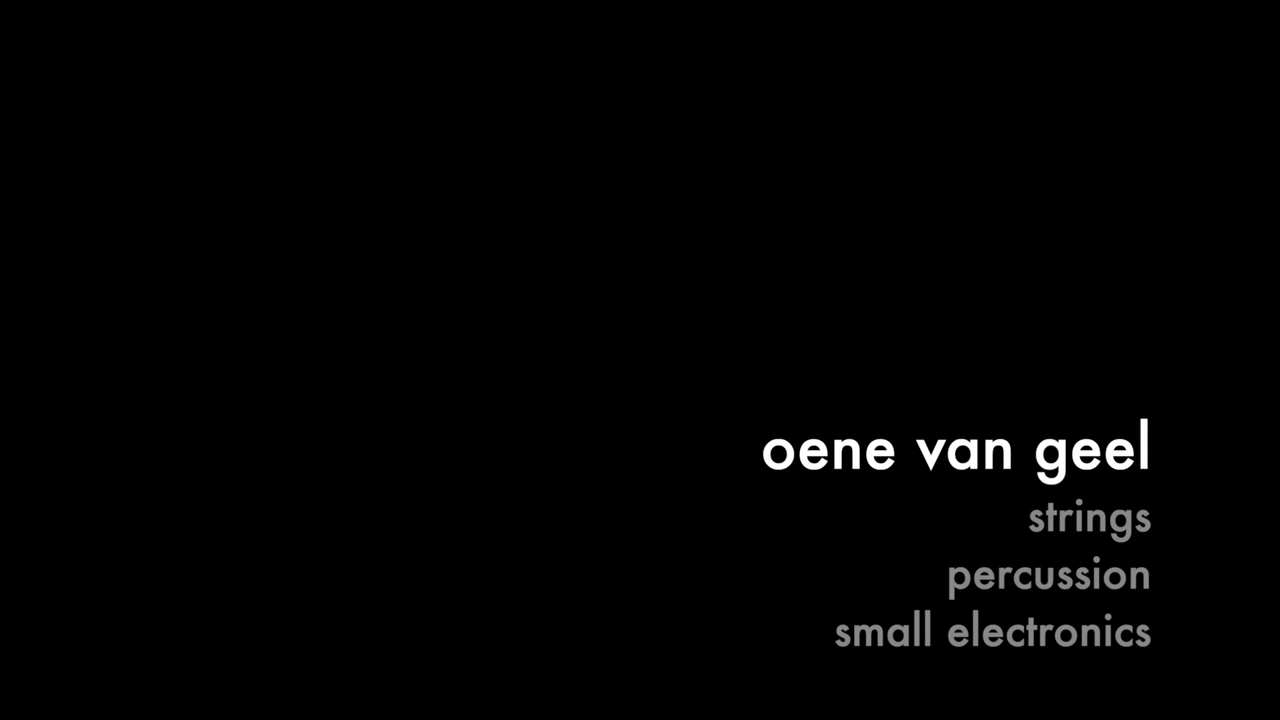 oene van geel
strings
percussion
small electronics